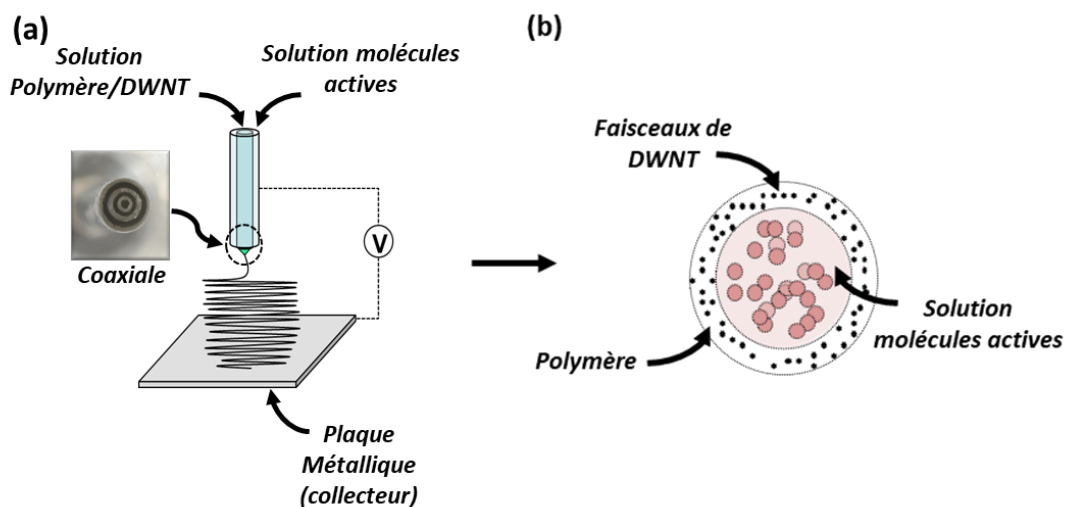 (a)
Solution
Polymère/DWNT
Solution molécules
actives
Coaxiale
V
Plaque
Métallique
(collecteur)
(b)
Faisceaux de
DWNT
Solution
molécules actives
Polymère